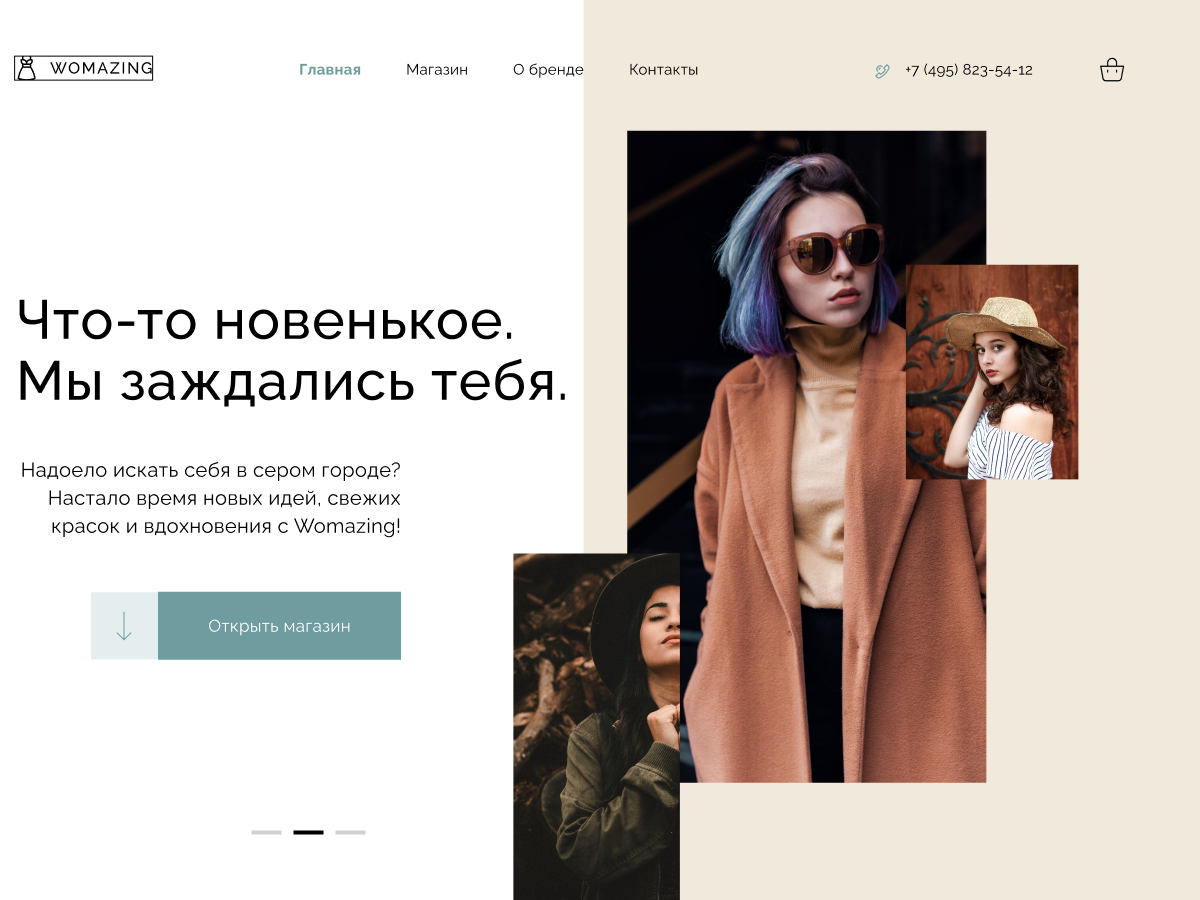 WOMAZING
Главная
Магазин
О бренде
Контакты
+7 (495) 823-54-12
Что-то новенькое.
Мы заждались тебя.
Надоело искать себя в сером городе?
Настало время новых идей, свежих
красок и вдохновения с Womazing!
Открыть магазин